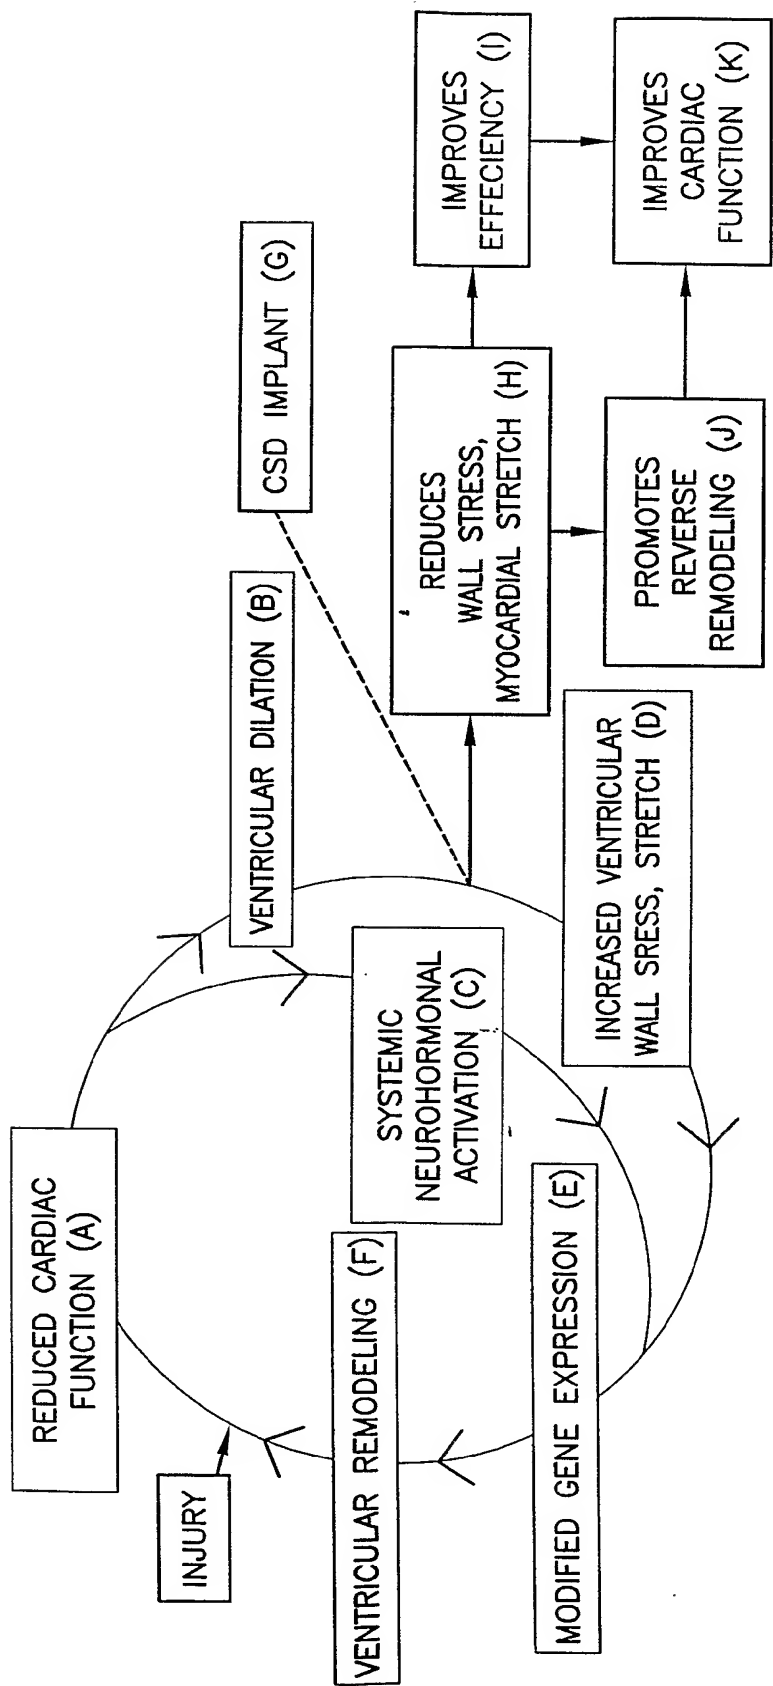 REDUCED CARDIAC
FUNCTION (A)
INJURY
VENTRICULAR DILATION (B)
CSD IMPLANT (G)
SYSTEMIC
NEUROHORMONAL
ACTIVATION (C)
VENTRICULAR REMODELING (F)
REDUCES
WALL STRESS,
MYOCARDIAL STRETCH (H)
IMPROVES
EFFECIENCY (I)
MODIFIED GENE EXPRESSION (E)
INCREASED VENTRICULAR
WALL SRESS, STRETCH (D)
PROMOTES
REVERSE
REMODELING (J)
IMPROVES
CARDIAC
FUNCTION (K)